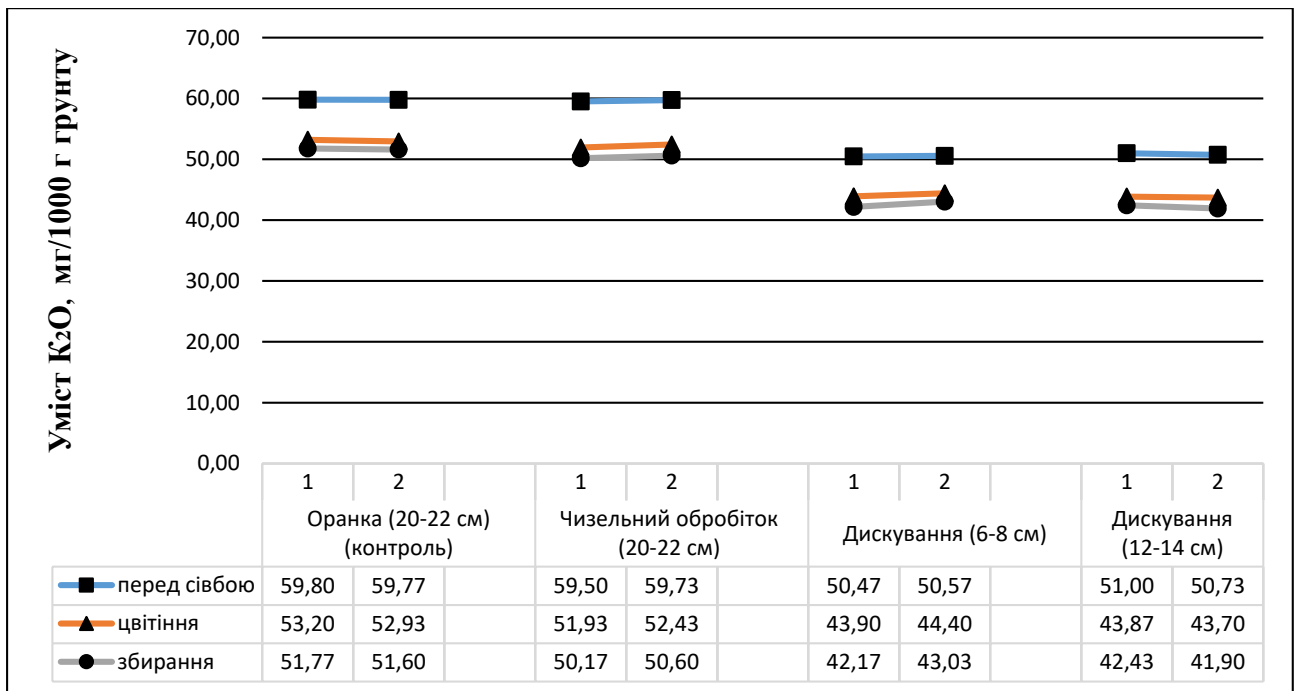 Уміст K2O, мг/1000 г грунту
70,00
60,00
50,00
40,00
30,00
20,00
10,00
0,00
1 2 1 2 1 2 1 2
Оранка (20-22 см) Чизельний обробіток Дискування (6-8 см) Дискування
(контроль) (20-22 см) (12-14 см)
перед сівбою 59,80 59,77 59,50 59,73 50,47 50,57 51,00 50,73
цвітіння 53,20 52,93 51,93 52,43 43,90 44,40 43,87 43,70
збирання 51,77 51,60 50,17 50,60 42,17 43,03 42,43 41,90